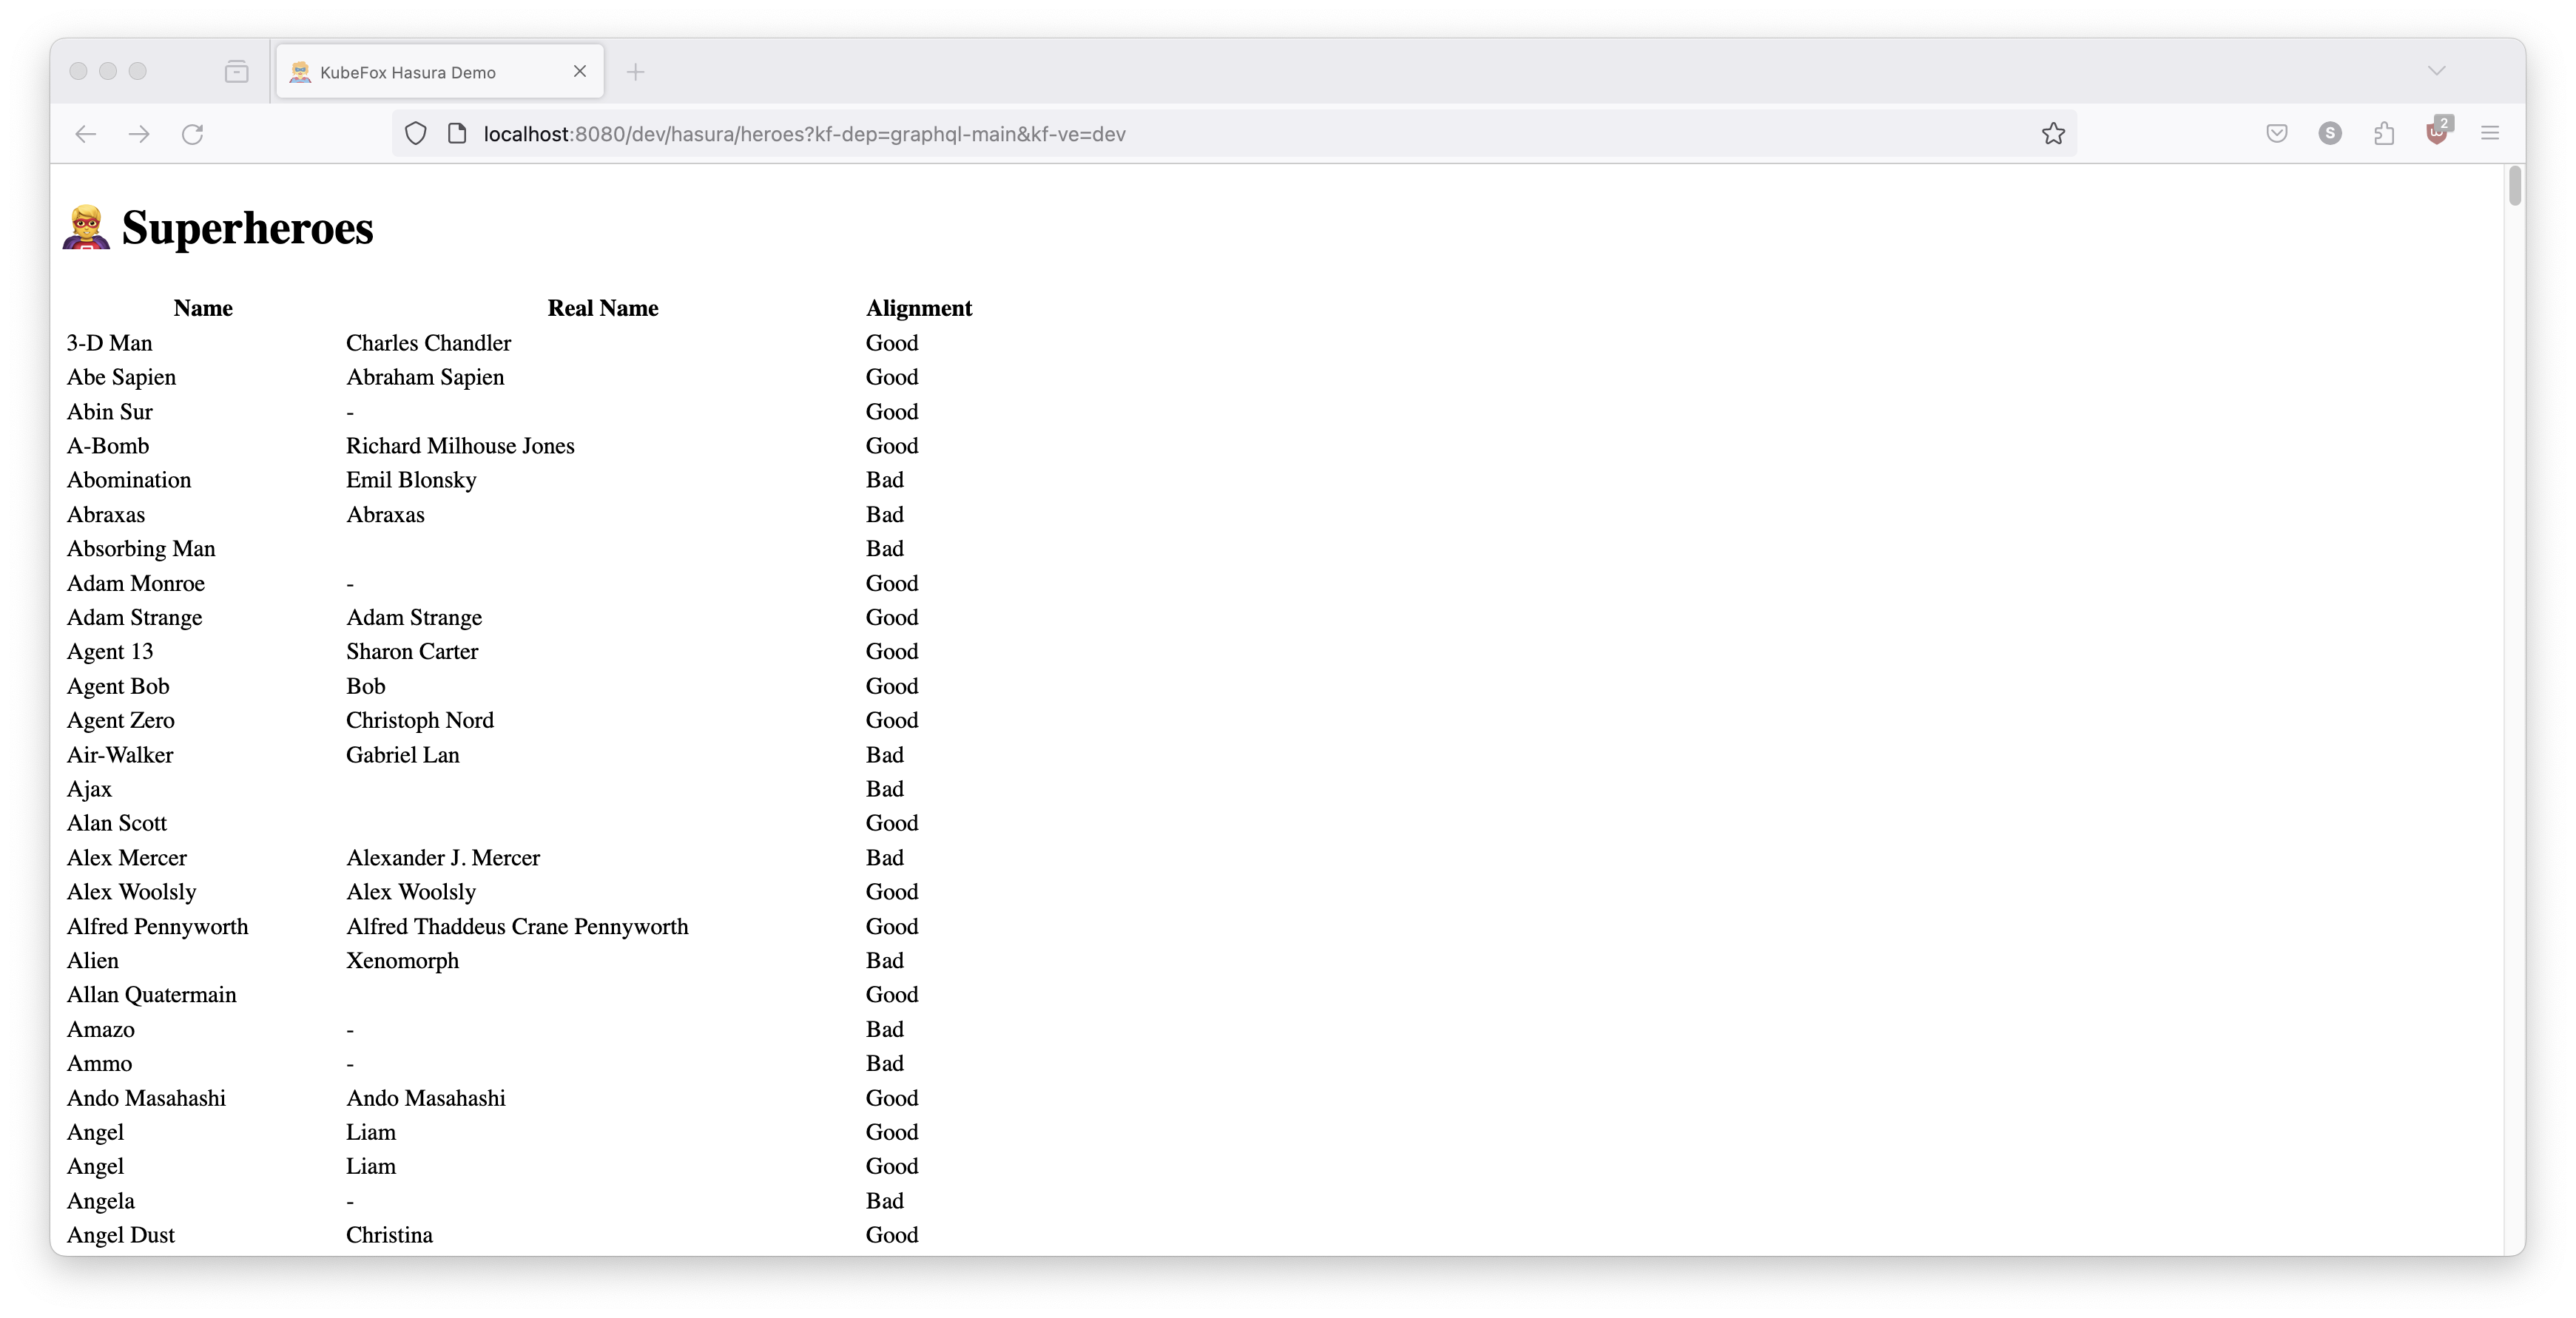 KubeFox Hasura Demo
localhost:8080/dev/hasura/heroes?kf-dep=graphql-main&kf-ve=dev
S
2
Superheroes
Name Real Name Alignment
3-D Man Charles Chandler Good
Abe Sapien Abraham Sapien Good
Abin Sur - Good
A-Bomb Richard Milhouse Jones Good
Abomination Emil Blonsky Bad
Abraxas Abraxas Bad
Absorbing Man Bad
Adam Monroe - Good
Adam Strange Adam Strange Good
Agent 13 Sharon Carter Good
Agent Bob Bob Good
Agent Zero Christoph Nord Good
Air-Walker Gabriel Lan Bad
Ajax Bad
Alan Scott Good
Alex Mercer Alexander J. Mercer Bad
Alex Woolsly Alex Woolsly Good
Alfred Pennyworth Alfred Thaddeus Crane Pennyworth Good
Alien Xenomorph Bad
Allan Quatermain Good
Amazo - Bad
Ammo - Bad
Ando Masahashi Ando Masahashi Good
Angel Liam Good
Angel Liam Good
Angela - Bad
Angel Dust Christina Good